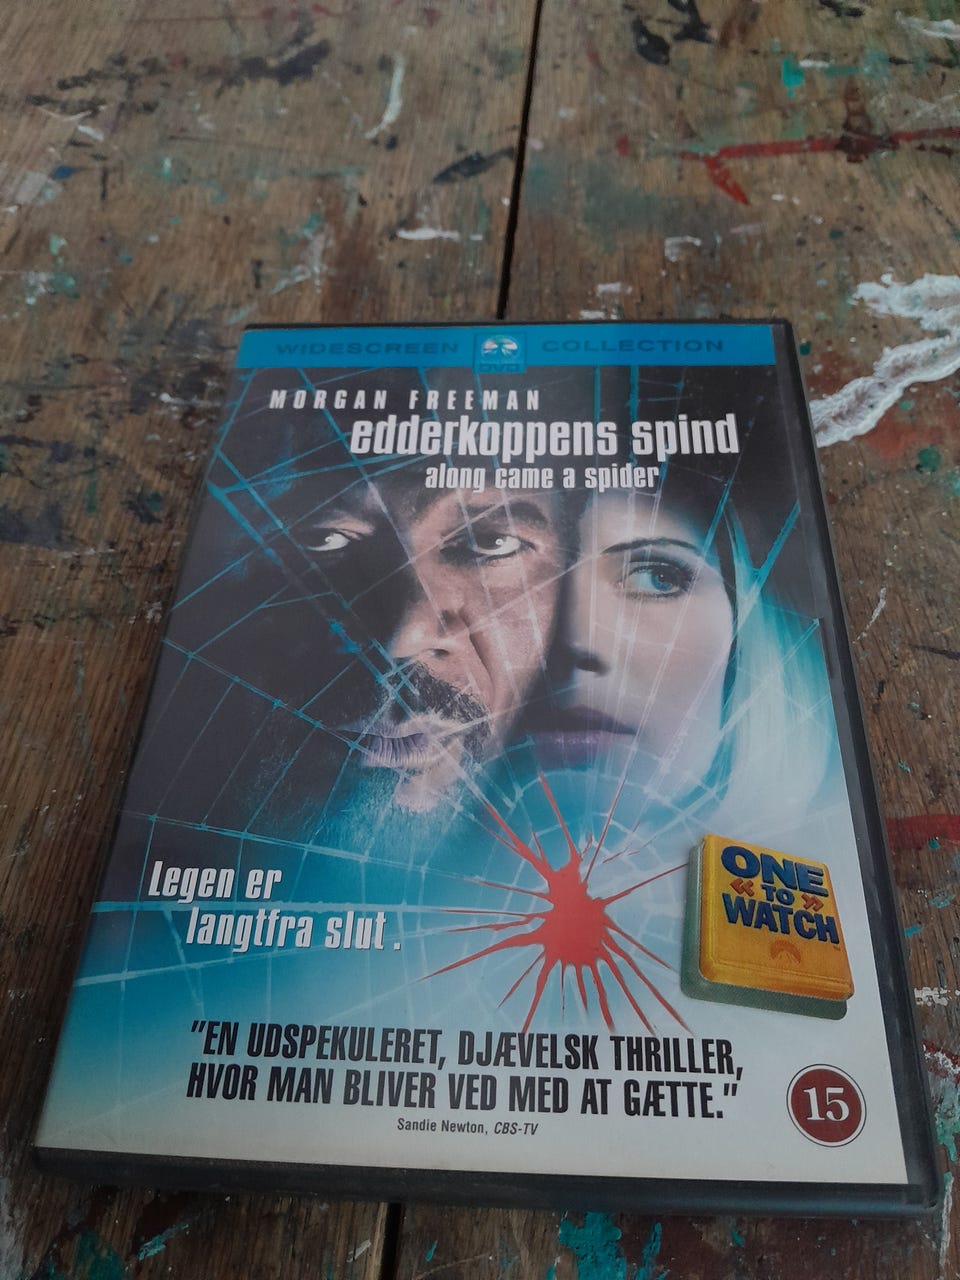 WIDESCREEN DVD COLLECTION
MORGAN FREEMAN
edderkoppens spind
along came a spider
Legen er
langtfra slut.
ONE
« TO »
WATCH
"EN UDSPEKULERET, DJÆVELSK THRILLER,
HVOR MAN BLIVER VED MED AT GÆTTE."
Sandie Newton, CBS-TV
15